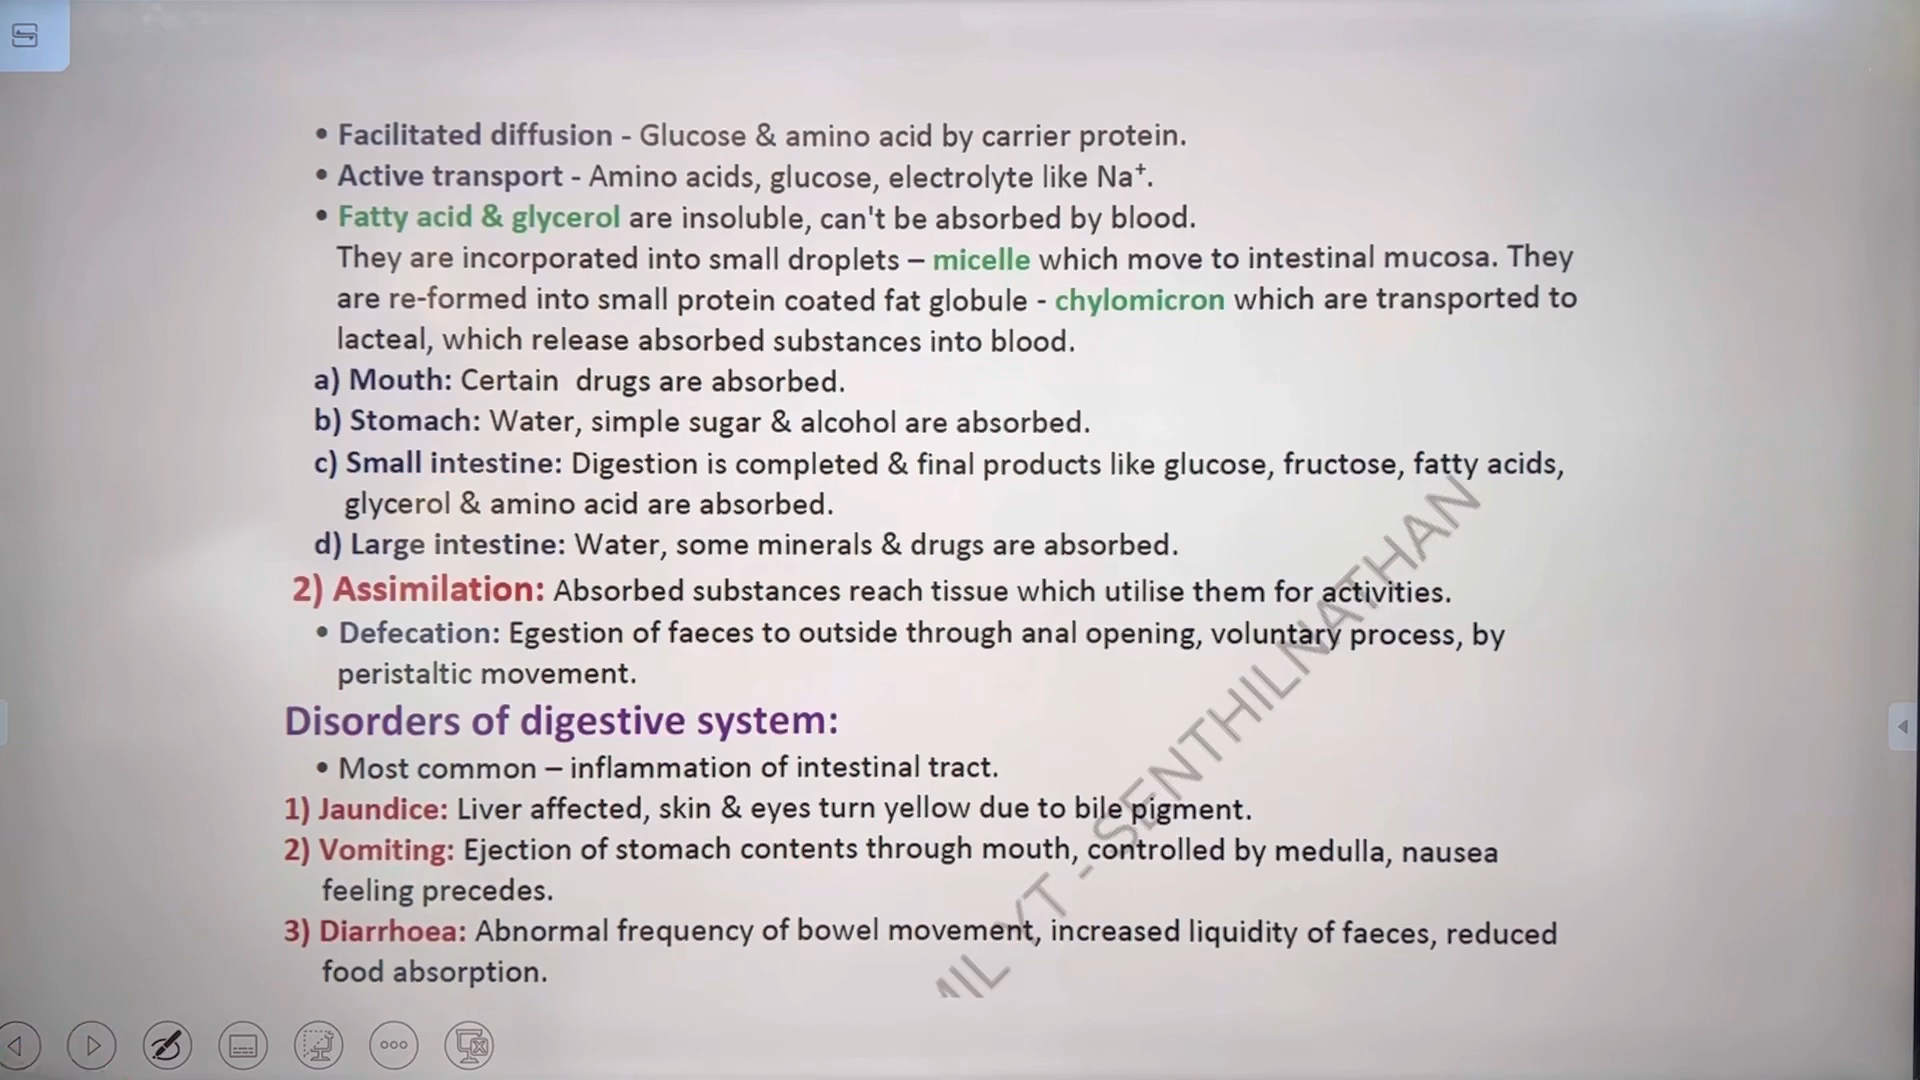 • Facilitated diffusion - Glucose & amino acid by carrier protein.
• Active transport - Amino acids, glucose, electrolyte like Na⁺.
• Fatty acid & glycerol are insoluble, can't be absorbed by blood.
They are incorporated into small droplets – micelle which move to intestinal mucosa. They
are re-formed into small protein coated fat globule - chylomicron which are transported to
lacteal, which release absorbed substances into blood.
a) Mouth: Certain drugs are absorbed.
b) Stomach: Water, simple sugar & alcohol are absorbed.
c) Small intestine: Digestion is completed & final products like glucose, fructose, fatty acids,
glycerol & amino acid are absorbed.
d) Large intestine: Water, some minerals & drugs are absorbed.
2) Assimilation: Absorbed substances reach tissue which utilise them for activities.
• Defecation: Egestion of faeces to outside through anal opening, voluntary process, by
peristaltic movement.
Disorders of digestive system:
• Most common – inflammation of intestinal tract.
1) Jaundice: Liver affected, skin & eyes turn yellow due to bile pigment.
2) Vomiting: Ejection of stomach contents through mouth, controlled by medulla, nausea
feeling precedes.
3) Diarrhoea: Abnormal frequency of bowel movement, increased liquidity of faeces, reduced
food absorption.
YT - SENTHILNATHAN